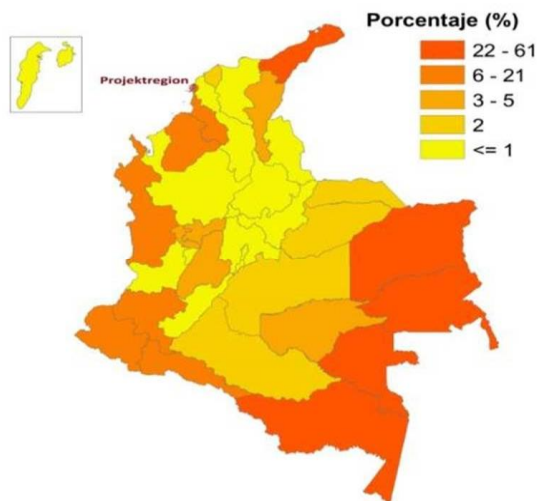 Porcentaje (%)
22 - 61
6 - 21
3 - 5
2
<= 1
Projektregion